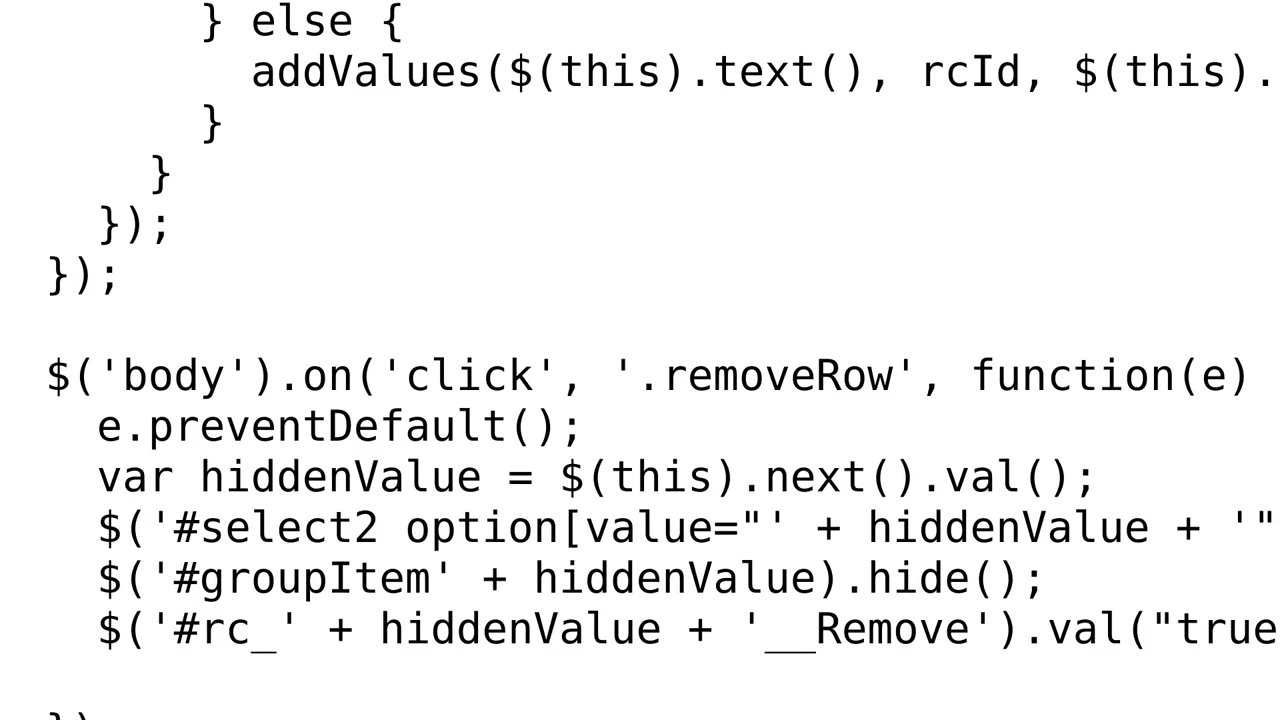 } else {
addValues($(this).text(), rcId, $(this).
}
}
});
});
$('body').on('click', '.removeRow', function(e)
e.preventDefault();
var hiddenValue = $(this).next().val();
$('#select2 option[value="' + hiddenValue + '"
$('#groupItem' + hiddenValue).hide();
$('#rc_' + hiddenValue + '__Remove').val("true
})